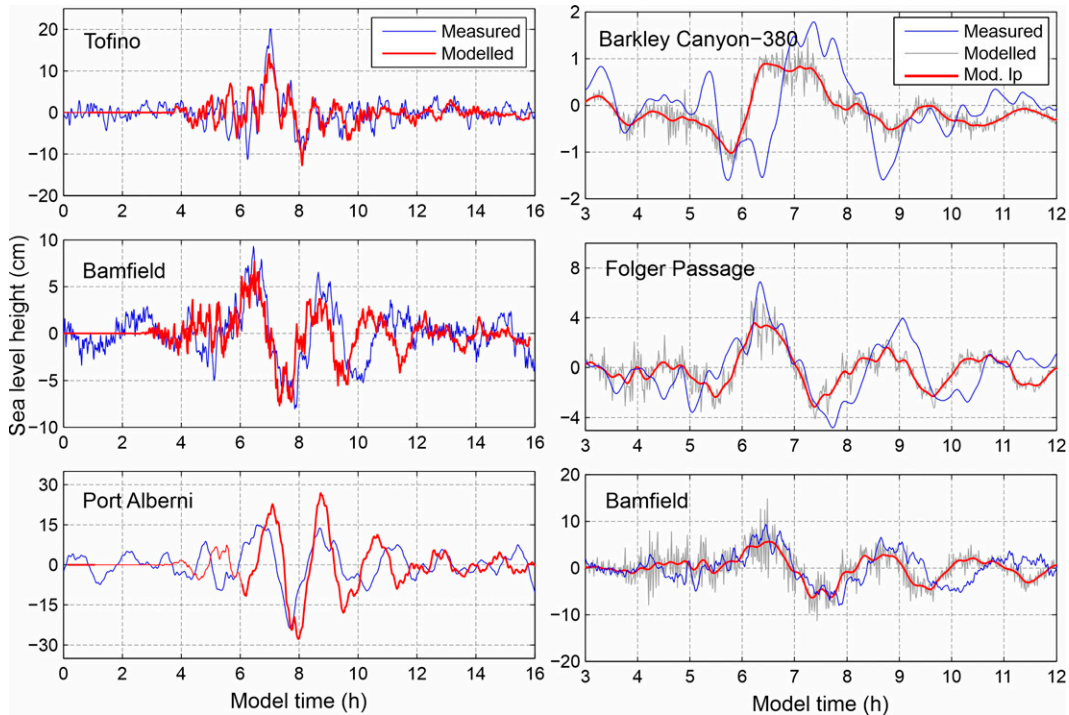 Sea level height (cm)
Tofino
Measured
Modelled
20
10
0
−10
20
0 2 4 6 8 10 12 14 16
Bamfield
10
5
0
−5
−10
0 2 4 6 8 10 12 14 16
Port Alberni
30
15
0
−15
−30
0 2 4 6 8 10 12 14 16
Model time (h)
Barkley Canyon−380
Measured
Modelled
Mod. lp
2
1
0
−1
2
3 4 5 6 7 8 9 10 11 12
Folger Passage
8
4
0
−4
3 4 5 6 7 8 9 10 11 12
Bamfield
20
10
0
−10
20
3 4 5 6 7 8 9 10 11 12
Model time (h)